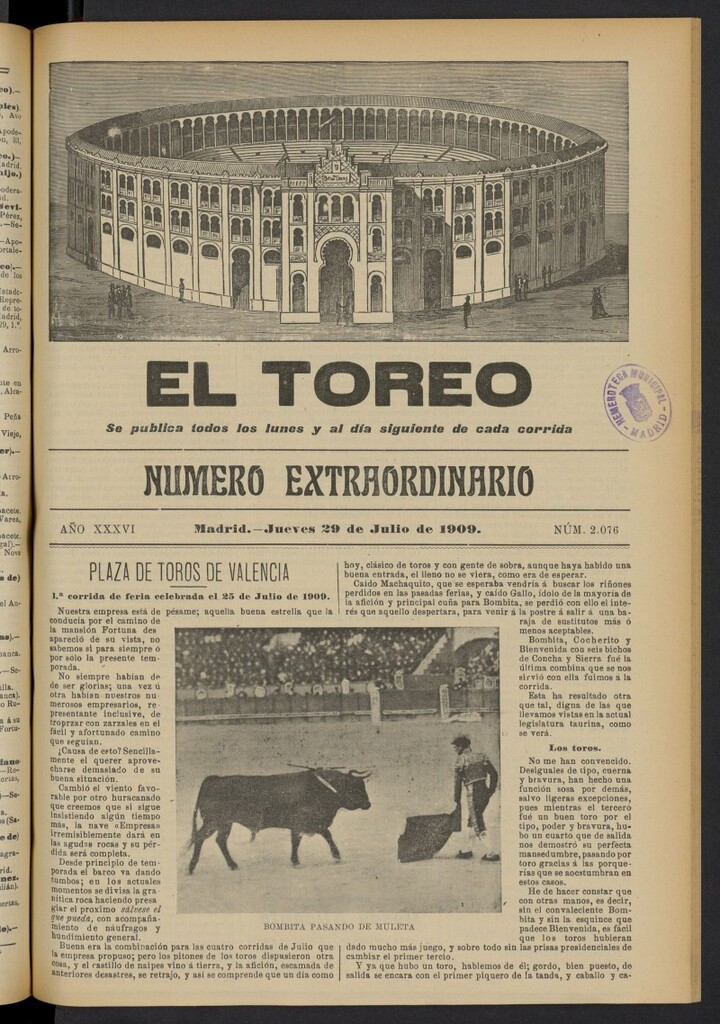 EL TOREO
Se publica todos los lunes y al día siguiente de cada corrida
HEMEROTECA MUNICIPAL
MADRID
NUMERO EXTRAORDINARIO
AÑO XXXVI
Madrid.—Jueves 29 de Julio de 1909.
NÚM. 2.076
PLAZA DE TOROS DE VALENCIA
1.ª corrida de feria celebrada el 25 de Julio de 1909.
Nuestra empresa está de pésame; aquella buena estrella que la
conducía por el camino de
la mansión Fortuna des
apareció de su vista, no
sabemos si para siempre ó
por sólo la presente tem-
porada.
No siempre habían de
de ser glorias; una vez ú
otra habían nuestros nu-
merosos empresarios, re-
presentante inclusive, de
troprzar con zarzales en el
fácil y afortunado camino
que seguían.
¿Causa de esto? Sencilla-
mente el querer aprove-
charse demasiado de su
buena situación.
Cambió el viento favora-
ble por otro huracanado
que creemos que si sigue
insistiendo algún tiempo
más, la nave «Empresa»
irremisiblemente dará en
las agudas rocas y su pér-
dida será completa.
Desde principio de tem-
porada el barco va dando
tumbos; en los actuales
momentos se divisa la gra-
nítica roca haciendo presa
giar el proximo sálvese el
que pueda, con acompaña-
miento de náufragos y
hundimiento general.
Buena era la combinación para las cuatro corridas de Julio que
la empresa propuso; pero los pitones de los toros dispusieron otra
cosa, y el castillo de naipes vino á tierra, y la afición, escamada de
anteriores desastres, se retrajo, y así se comprende que un día como
hoy, clásico de toros y con gente de sobra, aunque haya habido una
buena entrada, el lleno no se viera, como era de esperar.
Caído Machaquito, que se esperaba vendría á buscar los riñones
perdidos en las pasadas ferias, y caído Gallo, ídolo de la mayoría de
la afición y principal cuña para Bombita, se perdió con ello el inte-
rés que aquello despertara, para venir á la postre á salir á una ba-
raja de sustitutos más ó
menos aceptables.
Bombita, Cocherito y
Bienvenida con seis bichos
de Concha y Sierra fué la
última combina que se nos
sirvió con ella fuimos á la
corrida.
Esta ha resultado otra
que tal, digna de las que
llevamos vistas en la actual
legislatura taurina, como
se verá.
Los toros.
No me han convencido.
Desiguales de tipo, cuerna
y bravura, han hecho una
función sosa por demás,
salvo ligeras excepciones,
pues mientras el tercero
fué un buen toro por el
tipo, poder y bravura, hu-
bo un cuarto que de salida
nos demostró su perfecta
mansedumbre, pasando por
toro gracias á las porque-
rías que se acostumbran en
estos casos.
He de hacer constar que
con otras manos, es decir,
sin el convaleciente Bom-
bita y sin la esquince que
padece Bienvenida, es fácil
que los toros hubieran
dado mucho más juego, y sobre todo sin las prisas presidenciales de
cambiar el primer tercio.
Y ya que hubo un toro, hablemos de él; gordo, bien puesto, de
salida se encara con el primer piquero de la tanda, y caballo y ca-
BOMBITA PASANDO DE MULETA